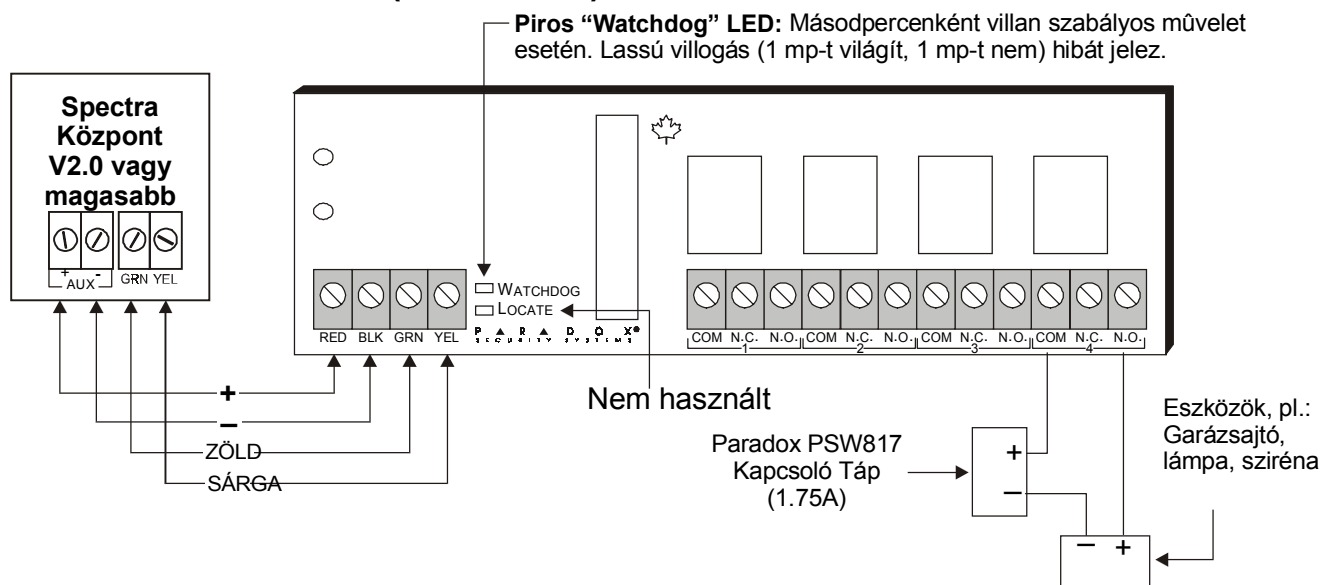 Piros “Watchdog” LED: Másodpercenként villan szabályos mûvelet
esetén. Lassú villogás (1 mp-t világít, 1 mp-t nem) hibát jelez.
Spectra
Központ
V2.0 vagy
magasabb
+ -
AUX GRN YEL
WATCHDOG
LOCATE
RED BLK GRN YEL
PARADOX®
SECURITY SYSTEMS
COM N.C. N.O. COM N.C. N.O. COM N.C. N.O. COM N.C. N.O.
1 2 3 4
+
–
ZÖLD
SÁRGA
Nem használt
Paradox PSW817
Kapcsoló Táp
(1.75A)
+
–
Eszközök, pl.:
Garázsajtó,
lámpa, sziréna
– +